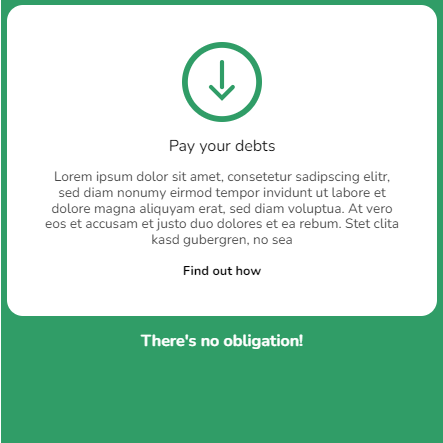 Pay your debts
Lorem ipsum dolor sit amet, consetetur sadipscing elitr,
sed diam nonumy eirmod tempor invidunt ut labore et
dolore magna aliquyam erat, sed diam voluptua. At vero
eos et accusam et justo duo dolores et ea rebum. Stet clita
kasd gubergren, no sea
Find out how
There's no obligation!